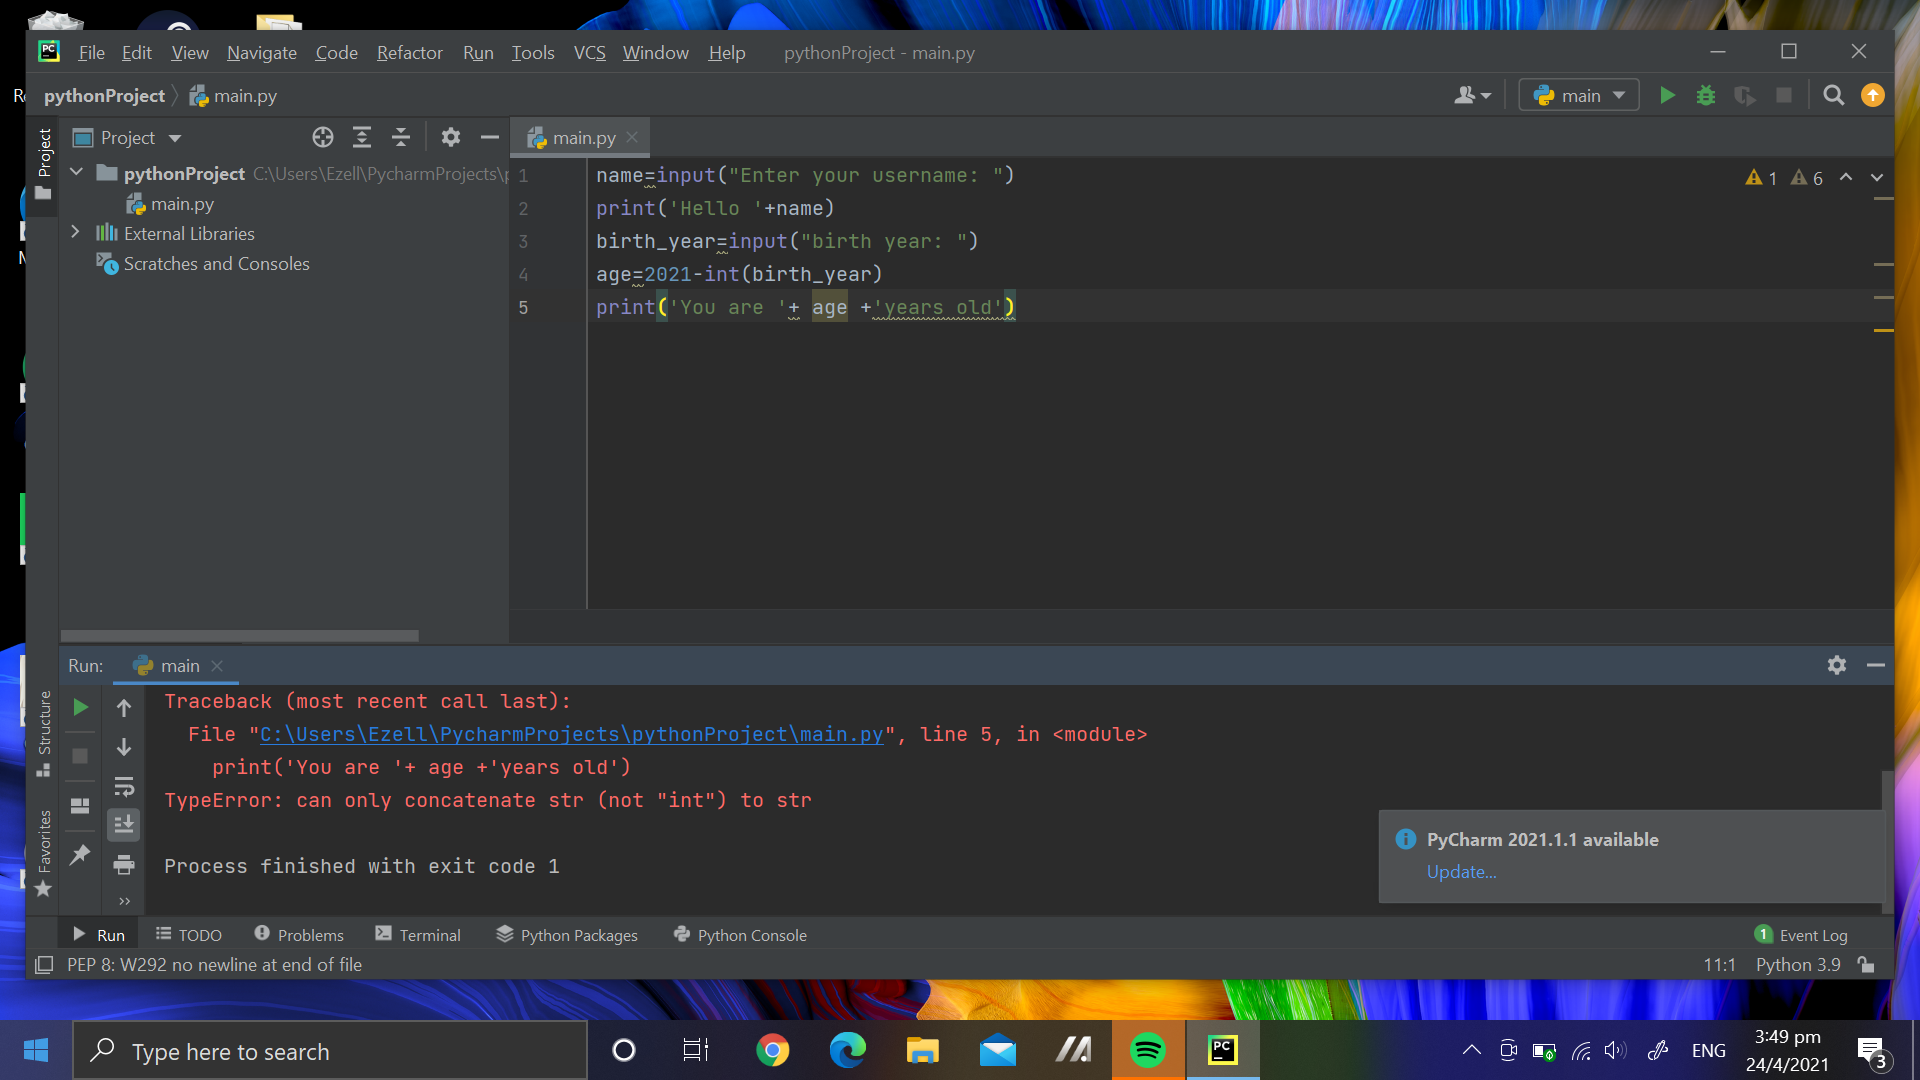 File Edit View Navigate Code Refactor Run Tools VCS Window Help pythonProject - main.py
pythonProject main.py main
Project
Project
main.py
pythonProject C:\Users\Ezell\PycharmProjects\
main.py
External Libraries
Scratches and Consoles
1 name=input("Enter your username: ")
2 print('Hello '+name)
3 birth_year=input("birth year: ")
4 age=2021-int(birth_year)
5 print('You are '+ age +'years old')
1 6
Run: main
Traceback (most recent call last):
File "C:\Users\Ezell\PycharmProjects\pythonProject\main.py", line 5, in <module>
print('You are '+ age +'years old')
TypeError: can only concatenate str (not "int") to str
Process finished with exit code 1
Structure
Favorites
PyCharm 2021.1.1 available
Update...
Run TODO Problems Terminal Python Packages Python Console 1 Event Log
PEP 8: W292 no newline at end of file 11:1 Python 3.9
Type here to search
PC
ENG
3:49 pm
24/4/2021
3